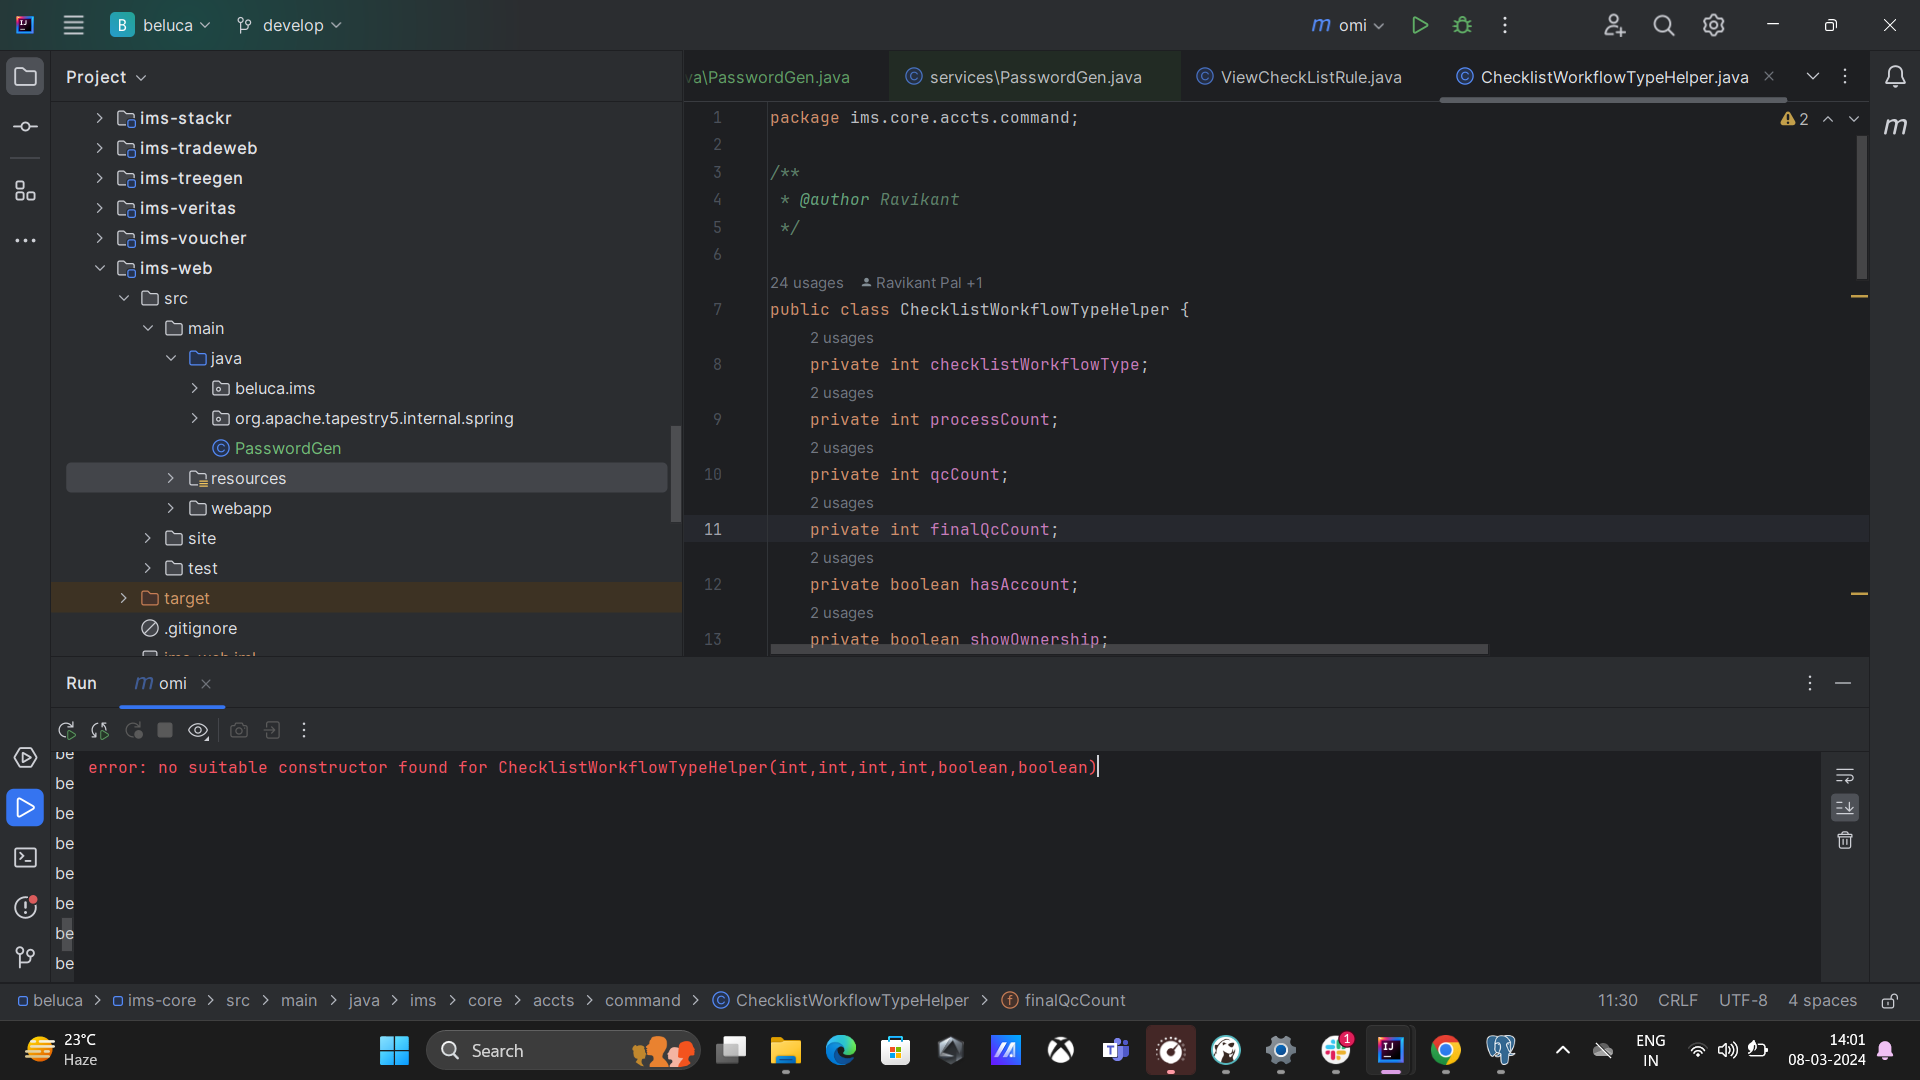 B beluca
develop
m omi
Project
va\PasswordGen.java
services\PasswordGen.java
ViewCheckListRule.java
ChecklistWorkflowTypeHelper.java
ims-stackr
ims-tradeweb
ims-treegen
ims-veritas
ims-voucher
ims-web
src
main
java
beluca.ims
org.apache.tapestry5.internal.spring
PasswordGen
resources
webapp
site
test
target
.gitignore
ims-web.iml
1 package ims.core.accts.command;
2
3 /**
4 * @author Ravikant
5 */
6
24 usages Ravikant Pal +1
7 public class ChecklistWorkflowTypeHelper {
2 usages
8 private int checklistWorkflowType;
2 usages
9 private int processCount;
2 usages
10 private int qcCount;
2 usages
11 private int finalQcCount;
2 usages
12 private boolean hasAccount;
2 usages
13 private boolean showOwnership;
2
m
Run
m omi
be
be
be
be
be
be
be
be
error: no suitable constructor found for ChecklistWorkflowTypeHelper(int,int,int,int,boolean,boolean)
beluca > ims-core > src > main > java > ims > core > accts > command > ChecklistWorkflowTypeHelper > finalQcCount
11:30 CRLF UTF-8 4 spaces
23°C
Haze
Search
1
ENG
IN
14:01
08-03-2024